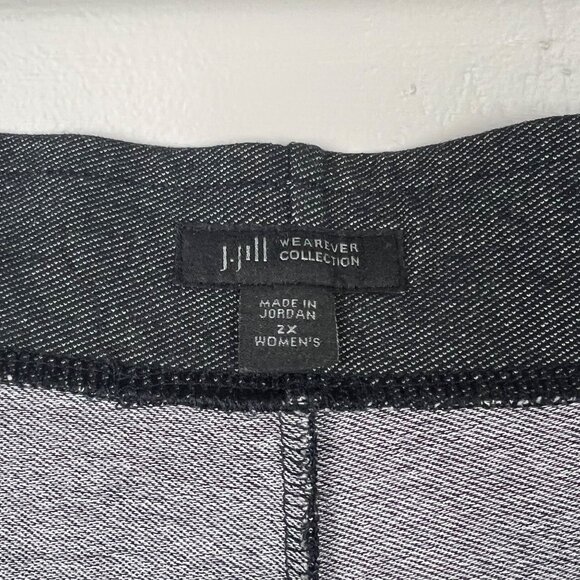 J.Jill WEAREVER
COLLECTION
MADE IN
JORDAN
2X
WOMEN'S